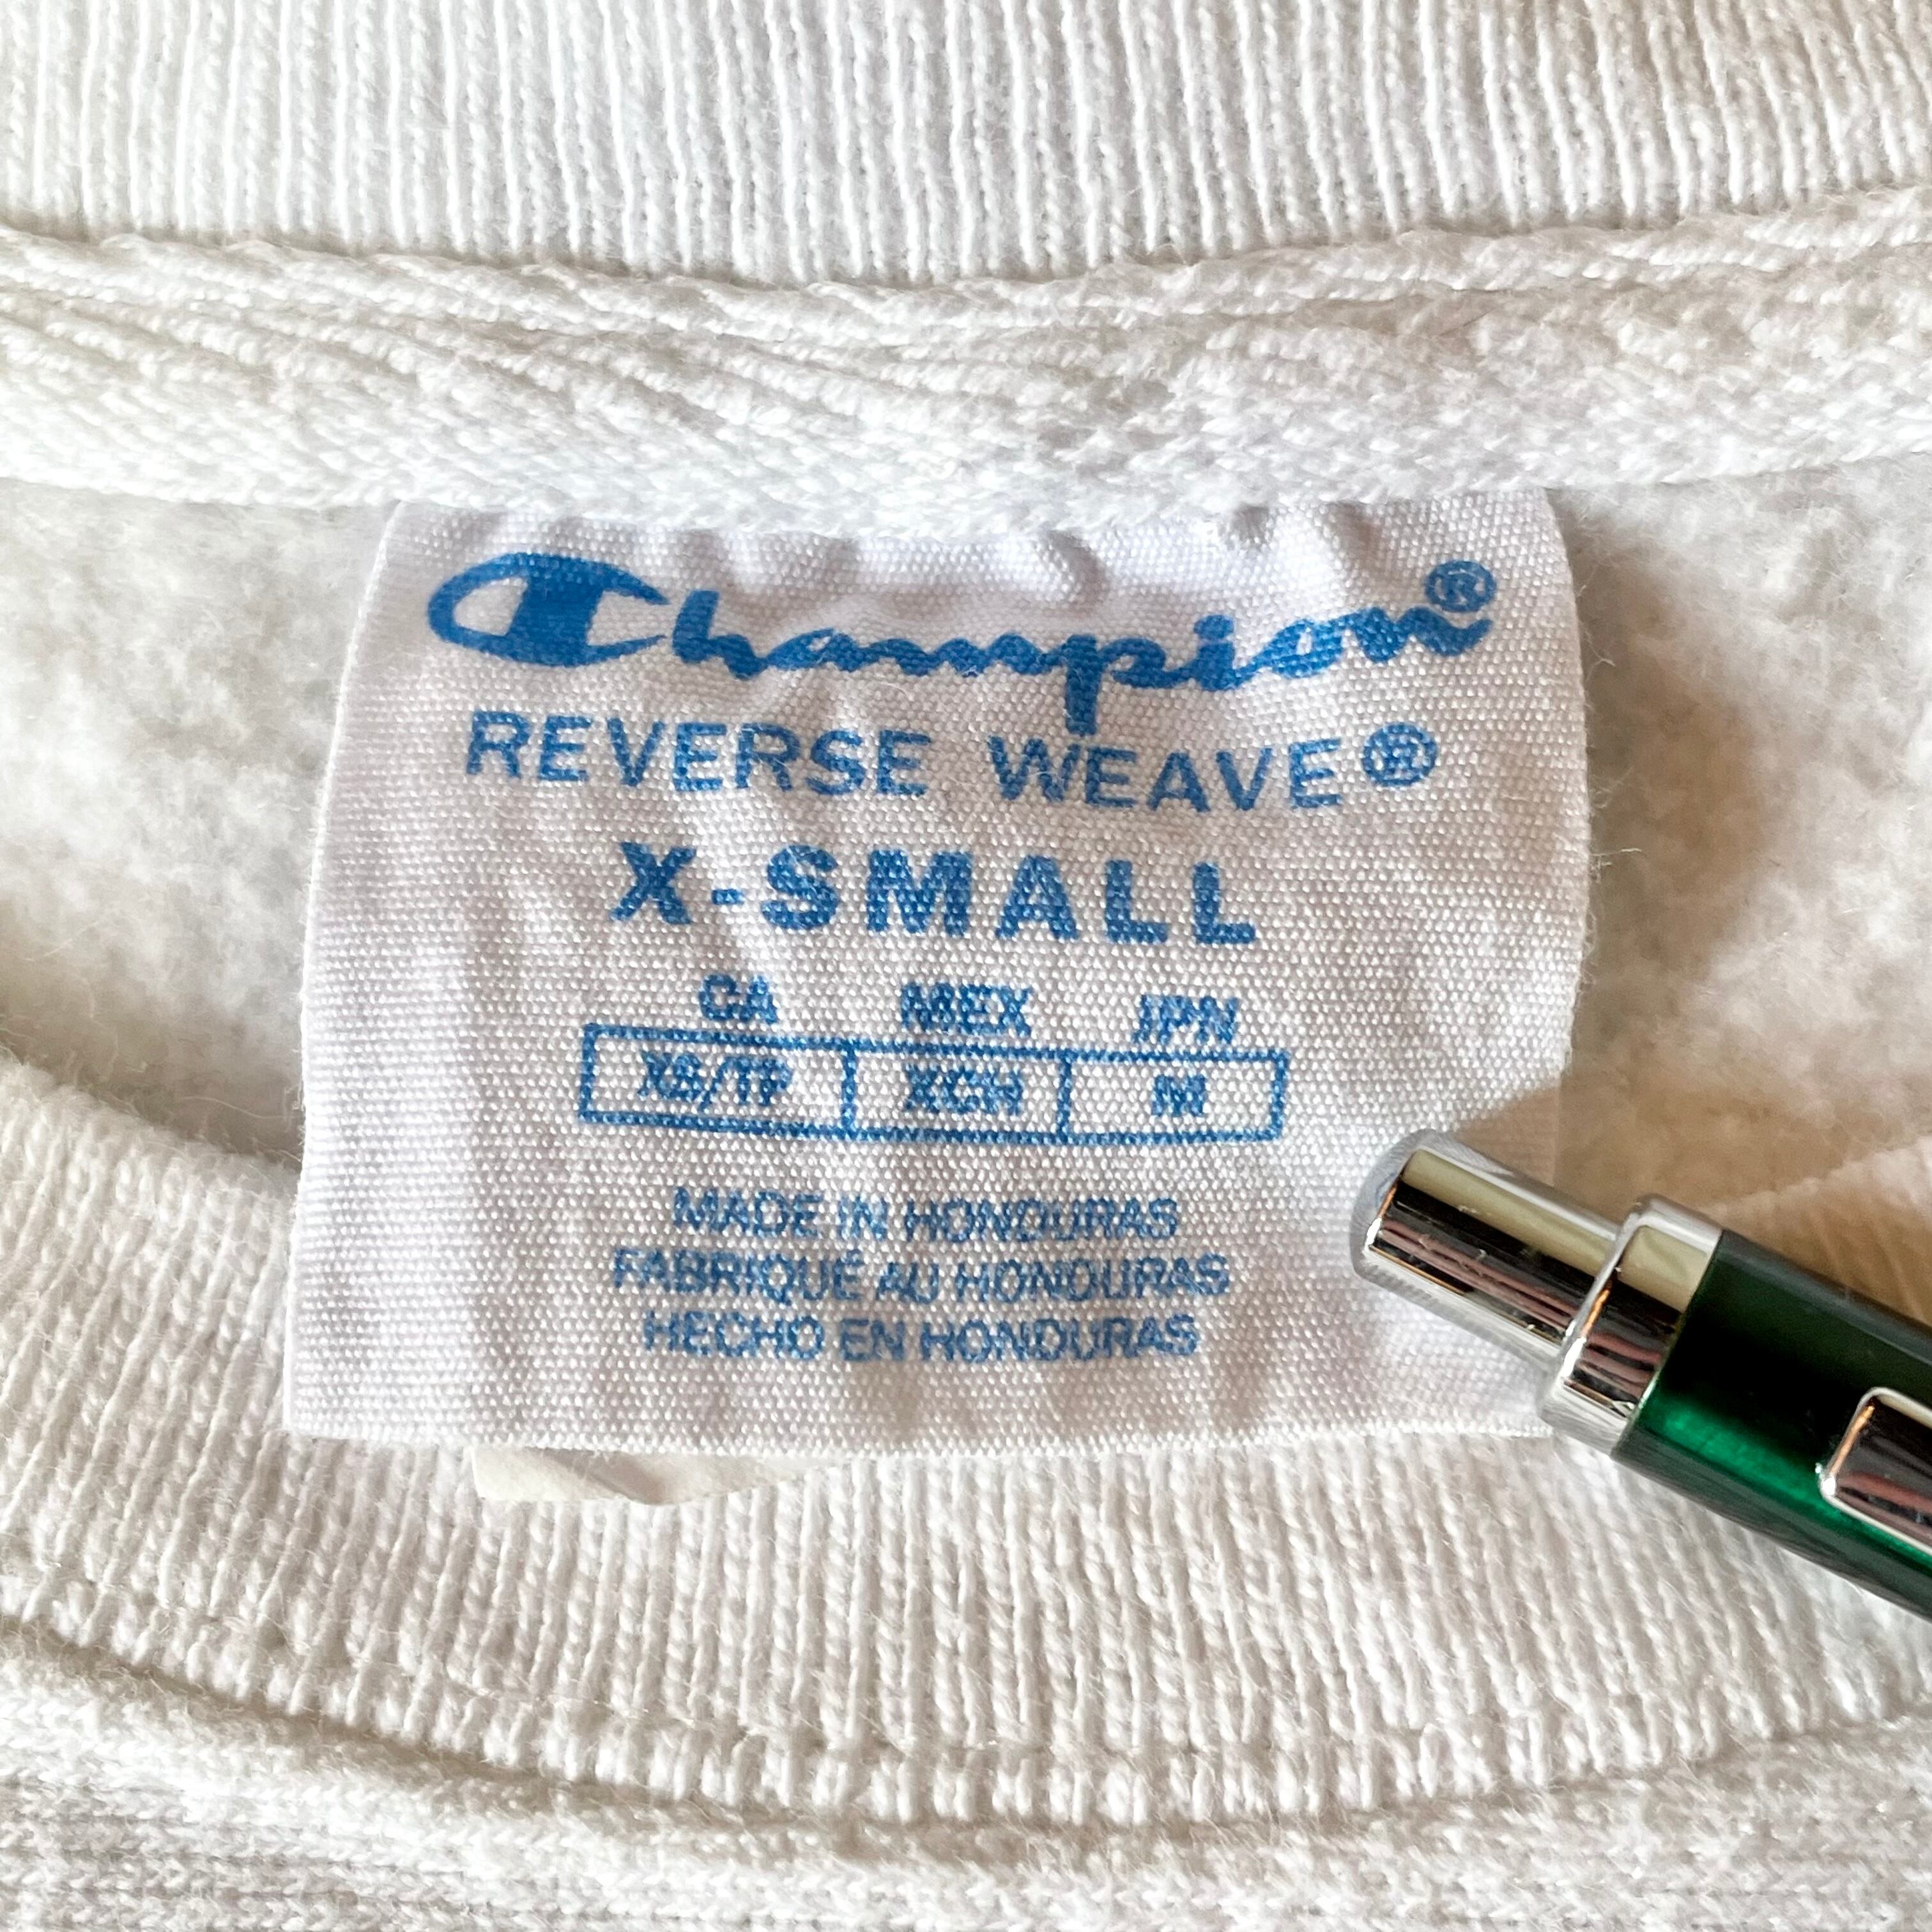 Champion®
REVERSE WEAVE®
X-SMALL
CA MEX JPN
XS/TP XCH M
MADE IN HONDURAS
FABRIQUÉ AU HONDURAS
HECHO EN HONDURAS